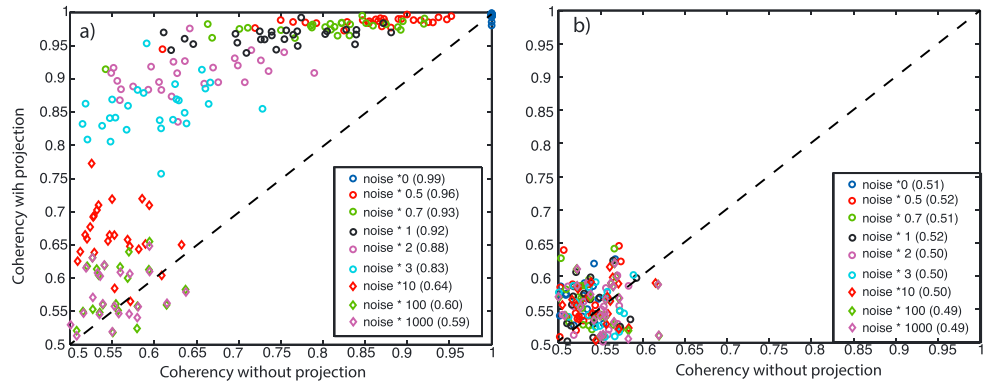 a)
1
0.95
0.9
0.85
0.8
0.75
0.7
0.65
0.6
0.55
0.5
Coherency wih projection
0.5 0.55 0.6 0.65 0.7 0.75 0.8 0.85 0.9 0.95 1
Coherency without projection
noise *0 (0.99)
noise * 0.5 (0.96)
noise * 0.7 (0.93)
noise * 1 (0.92)
noise * 2 (0.88)
noise * 3 (0.83)
noise *10 (0.64)
noise * 100 (0.60)
noise * 1000 (0.59)
b)
1
0.95
0.9
0.85
0.8
0.75
0.7
0.65
0.6
0.55
0.5
0.5 0.55 0.6 0.65 0.7 0.75 0.8 0.85 0.9 0.95 1
Coherency without projection
noise *0 (0.51)
noise * 0.5 (0.52)
noise * 0.7 (0.51)
noise * 1 (0.52)
noise * 2 (0.50)
noise * 3 (0.50)
noise *10 (0.50)
noise * 100 (0.49)
noise * 1000 (0.49)